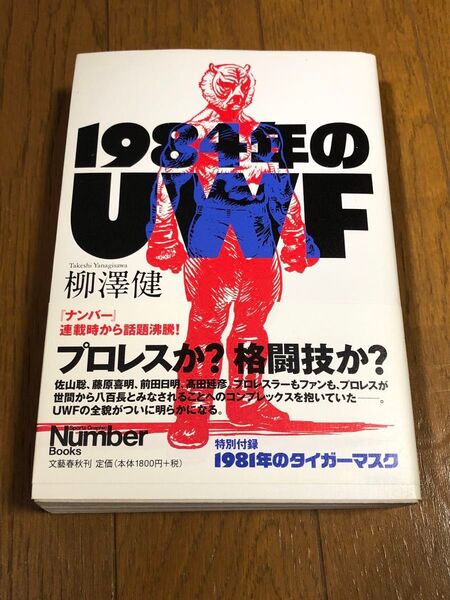 1984年の
UWF
Takeshi Yanagisawa
柳澤健
『ナンバー』
連載時から話題沸騰!
プロレスか? 格闘技か?
佐山聡、藤原喜明、前田日明、髙田延彦。プロレスラーもファンも、プロレスが
世間から八百長とみなされることへのコンプレックスを抱いていた――。
UWFの全貌がついに明らかになる。
Sports Graphic
Number
Books
文藝春秋刊 定価(本体1800円+税)
特別付録
1981年のタイガーマスク